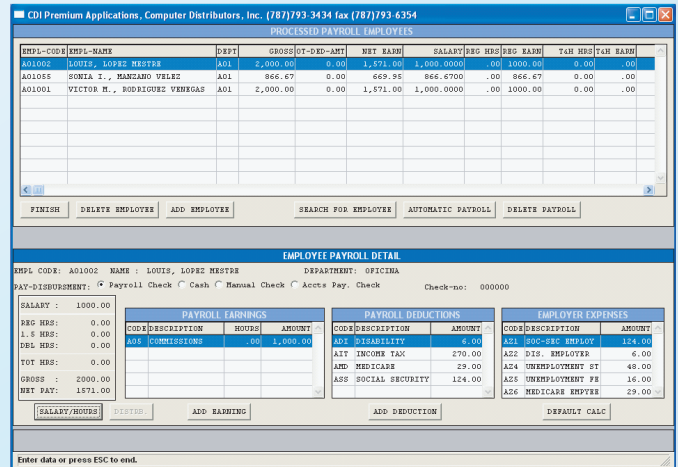 CDI Premium Applications, Computer Distributors, Inc. (787)793-3434 fax (787)793-6354
PROCESSED PAYROLL EMPLOYEES
EMPL-CODE EMPL-NAME DEPT GROSS OT-DED-AMT NET EARN SALARY REG HRS REG EARN T&H HRS T&H EARN
A01002 LOUIS, LOPEZ MESTRE A01 2,000.00 0.00 1,571.00 1,000.0000 .00 1000.00 0.00 .00
A01055 SONIA I., MANZANO VELEZ A01 866.67 0.00 669.95 866.6700 .00 866.67 0.00 .00
A01001 VICTOR M., RODRIGUEZ VENEGAS A01 2,000.00 0.00 1,571.00 1,000.0000 .00 1000.00 0.00 .00
FINISH DELETE EMPLOYEE ADD EMPLOYEE SEARCH FOR EMPLOYEE AUTOMATIC PAYROLL DELETE PAYROLL
EMPLOYEE PAYROLL DETAIL
EMPL CODE: A01002 NAME : LOUIS, LOPEZ MESTRE DEPARTMENT: OFICINA
PAY-DISBURSMENT: Payroll Check Cash Manual Check Accts Pay. Check Check-no: 000000
SALARY : 1000.00
REG HRS: 0.00
1.5 HRS: 0.00
DBL HRS: 0.00
TOT HRS: 0.00
GROSS : 2000.00
NET PAY: 1571.00
PAYROLL EARNINGS
CODE DESCRIPTION HOURS AMOUNT
A05 COMMISSIONS .00 1,000.00
PAYROLL DEDUCTIONS
CODE DESCRIPTION AMOUNT
ADI DISABILITY 6.00
AIT INCOME TAX 270.00
AMD MEDICARE 29.00
ASS SOCIAL SECURITY 124.00
EMPLOYER EXPENSES
CODE DESCRIPTION AMOUNT
AZ1 SOC-SEC EMPLOY 124.00
AZ2 DIS. EMPLOYER 6.00
AZ4 UNEMPLOYMENT ST 48.00
AZ5 UNEMPLOYMENT FE 16.00
AZ6 MEDICARE EMPYEE 29.00
SALARY/HOURS DISTRB. ADD EARNING ADD DEDUCTION DEFAULT CALC
Enter data or press ESC to end.